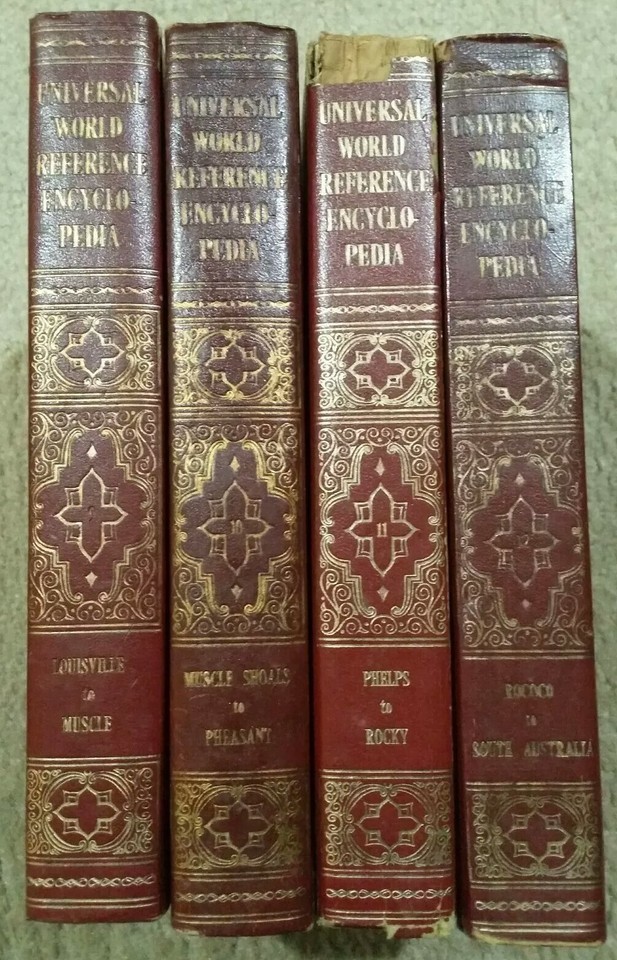 UNIVERSAL
WORLD
REFERENCE
ENCYCLO-
PEDIA
9
LOUISVILLE
to
MUSCLE
UNIVERSAL
WORLD
REFERENCE
ENCYCLO-
PEDIA
10
MUSCLE SHOALS
to
PHEASANT
UNIVERSAL
WORLD
REFERENCE
ENCYCLO-
PEDIA
11
PHELPS
to
ROCKY
UNIVERSAL
WORLD
REFERENCE
ENCYCLO-
PEDIA
ROCOCO
to
SOUTH AUSTRALIA